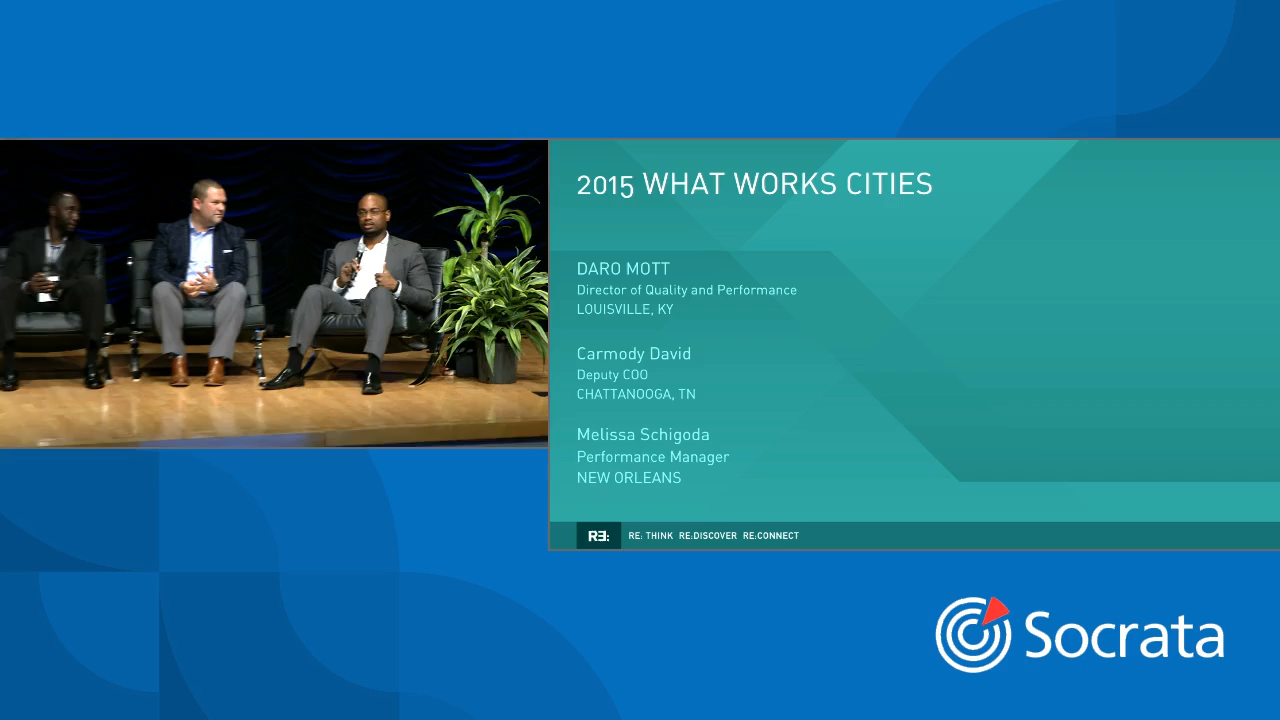 2015 WHAT WORKS CITIES
DARO MOTT
Director of Quality and Performance
LOUISVILLE, KY
Carmody David
Deputy COO
CHATTANOOGA, TN
Melissa Schigoda
Performance Manager
NEW ORLEANS
RE: RE: THINK RE:DISCOVER RE:CONNECT
Socrata